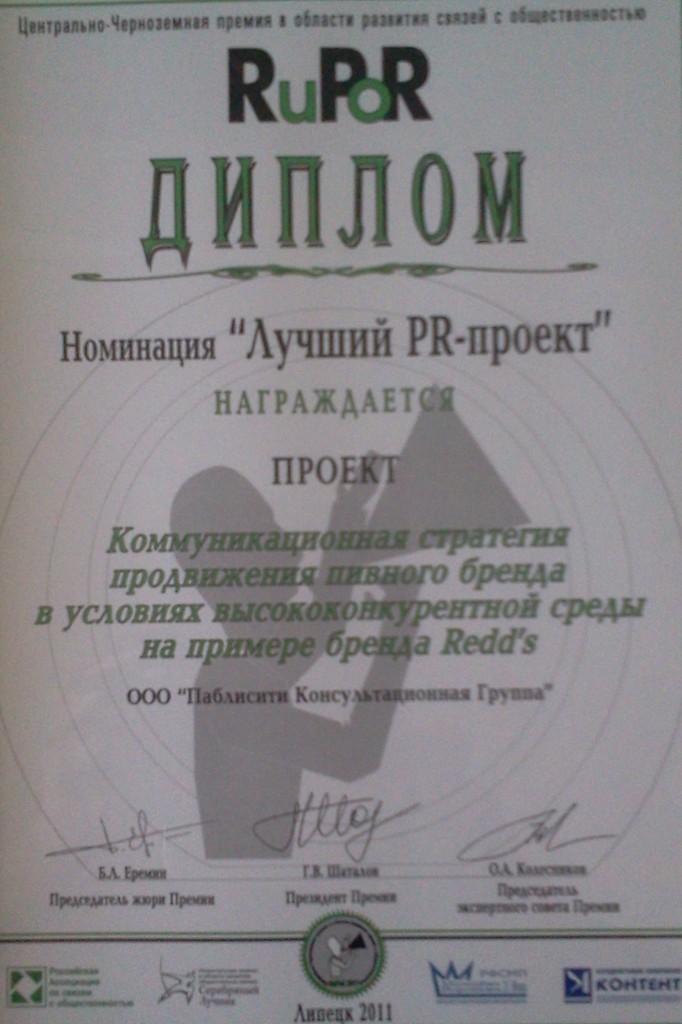 Центрально-Черноземная премия в области развития связей с общественностью
RuPoR
ДИПЛОМ
Номинация "Лучший PR-проект"
НАГРАЖДАЕТСЯ
ПРОЕКТ
Коммуникационная стратегия
продвижения пивного бренда
в условиях высококонкурентной среды
на примере бренда Redd's
ООО "Паблисити Консультационная Группа"
Б.Л. Еремин
Председатель жюри Премии
Г.В. Шаталов
Президент Премии
О.А. Колесников
Председатель
экспертного совета Премии
Российская
Ассоциация
по связям
с общественностью
Серебряный
Лучник
КОНТЕНТ
Липецк 2011